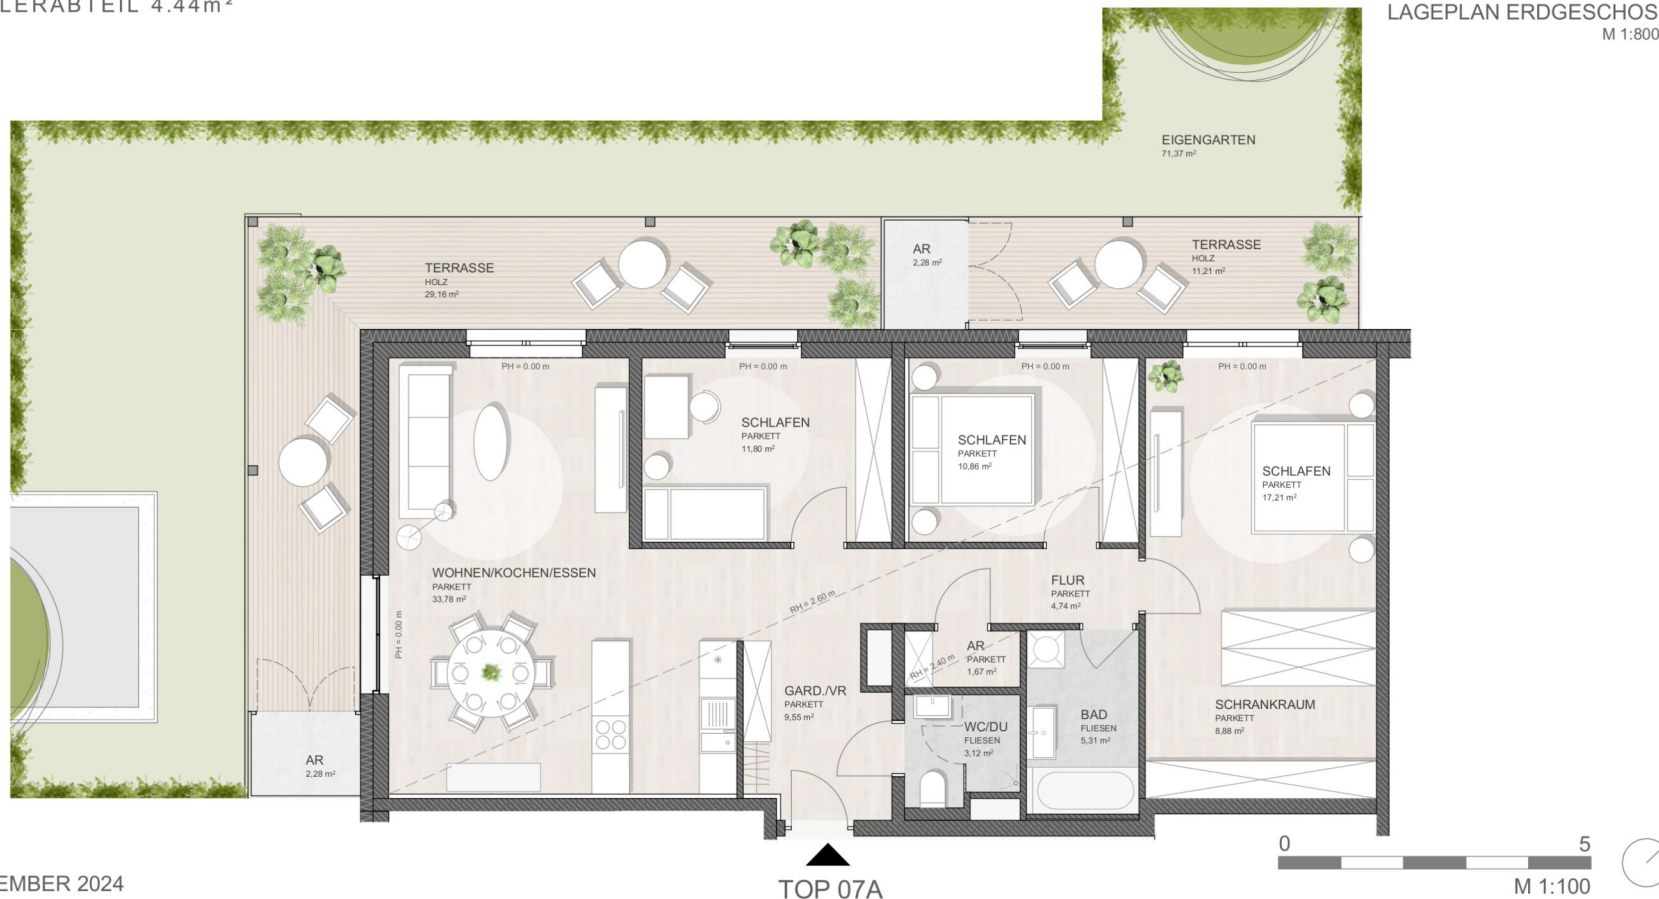 LERABTEIL 4.44m²
LAGEPLAN ERDGESCHOS
M 1:800
EIGENGARTEN
71,37 m²
TERRASSE
HOLZ
29,16 m²
AR
2,28 m²
TERRASSE
HOLZ
11,21 m²
PH = 0.00 m
PH = 0.00 m
PH = 0.00 m
PH = 0.00 m
SCHLAFEN
PARKETT
11,80 m²
SCHLAFEN
PARKETT
10,86 m²
SCHLAFEN
PARKETT
17,21 m²
WOHNEN/KOCHEN/ESSEN
PARKETT
33,78 m²
PH = 0.00 m
RH = 2.60 m
FLUR
PARKETT
4,74 m²
AR
PARKETT
1,67 m²
RH = 2.40 m
GARD./VR
PARKETT
9,55 m²
WC/DU
FLIESEN
3,12 m²
BAD
FLIESEN
5,31 m²
SCHRANKRAUM
PARKETT
8,88 m²
AR
2,28 m²
0 5
M 1:100
TOP 07A
EMBER 2024